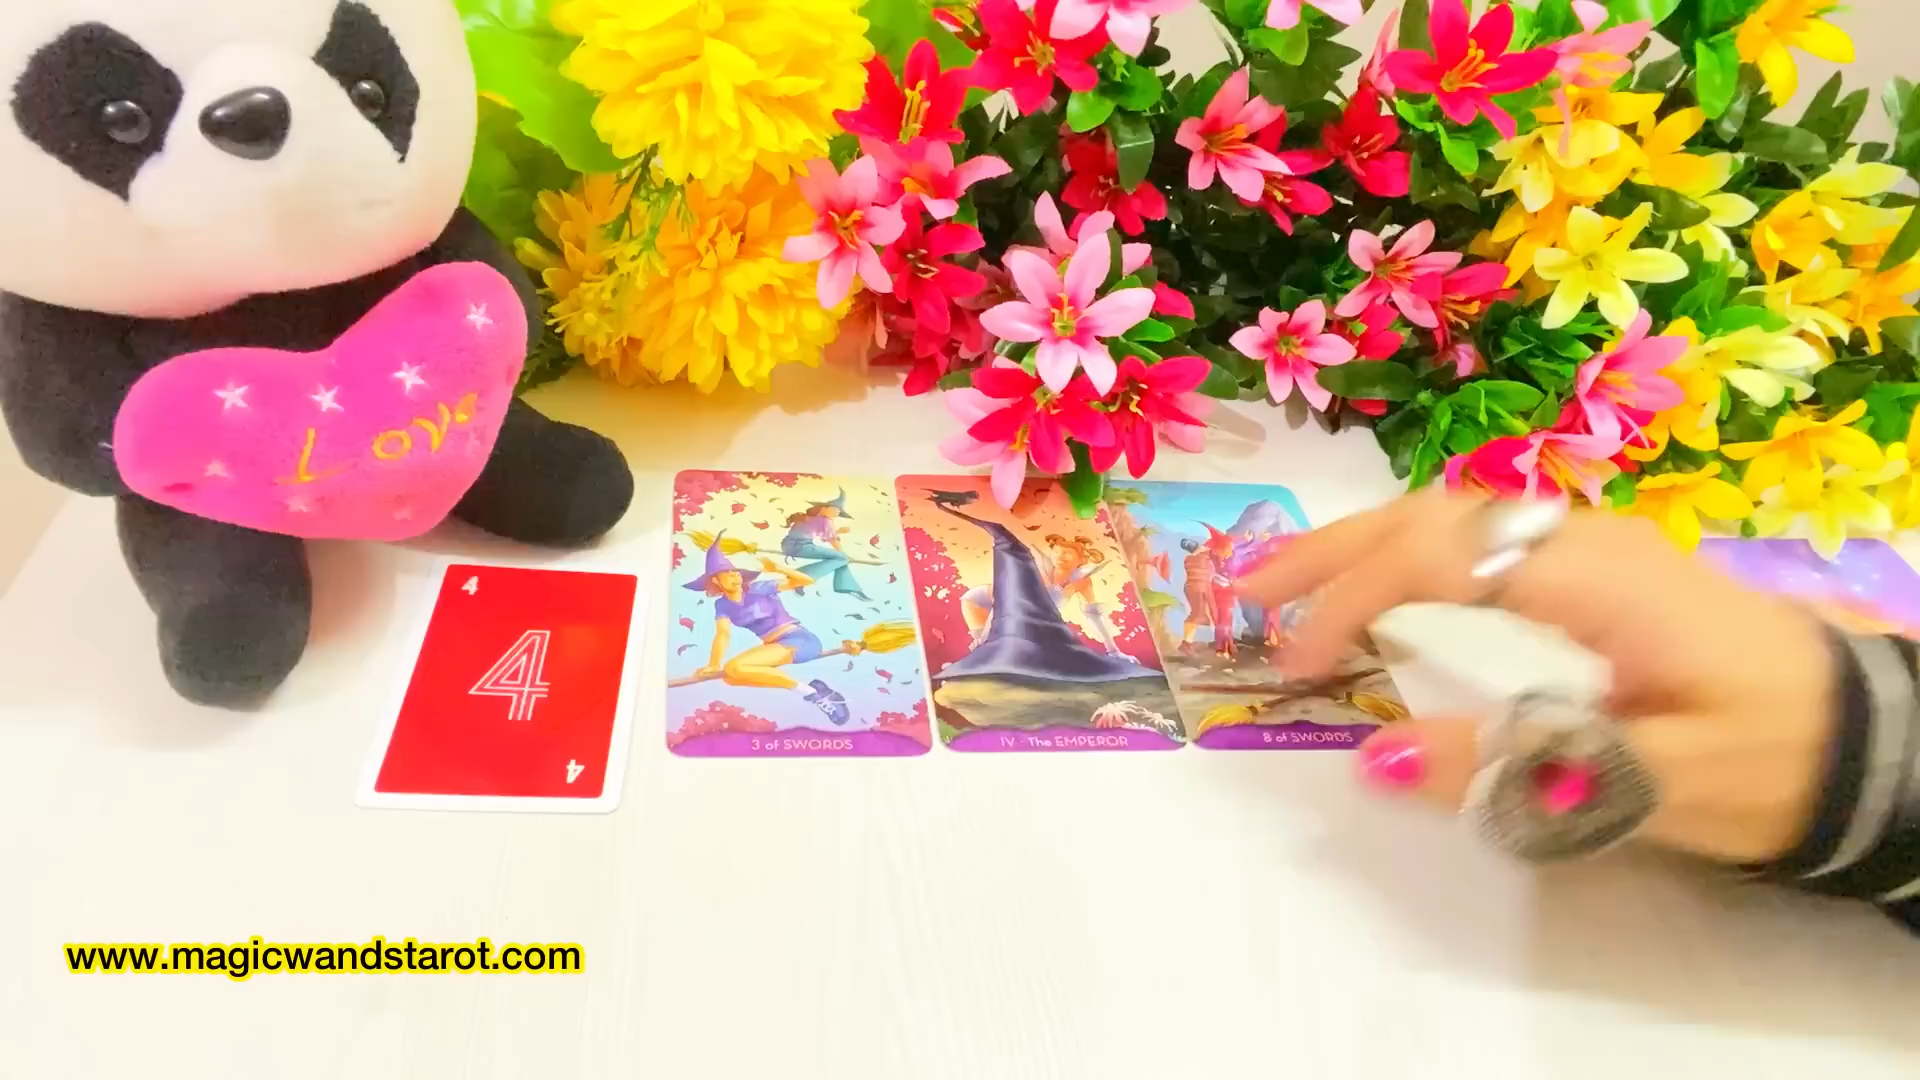 Love
4
4
4
3 of SWORDS
IV · The EMPEROR
8 of SWORDS
www.magicwandstarot.com